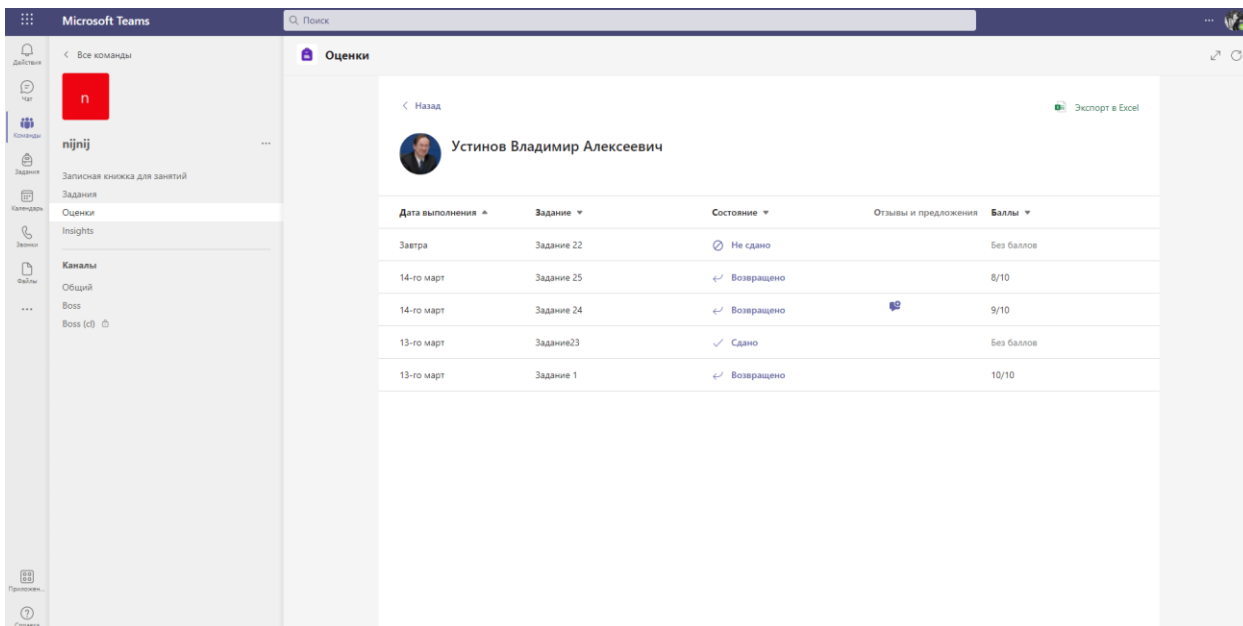 Microsoft Teams
Поиск
Действия
Чат
Команды
Задания
Календарь
Звонки
Файлы
Приложен...
Справка
Все команды
n
nijnij
Записная книжка для занятий
Задания
Оценки
Insights
Каналы
Общий
Boss
Boss (cl)
Оценки
Назад
Экспорт в Excel
Устинов Владимир Алексеевич
Дата выполнения Задание Состояние Отзывы и предложения Баллы
Завтра Задание 22 Не сдано Без баллов
14-го март Задание 25 Возвращено 8/10
14-го март Задание 24 Возвращено 9/10
13-го март Задание23 Сдано Без баллов
13-го март Задание 1 Возвращено 10/10